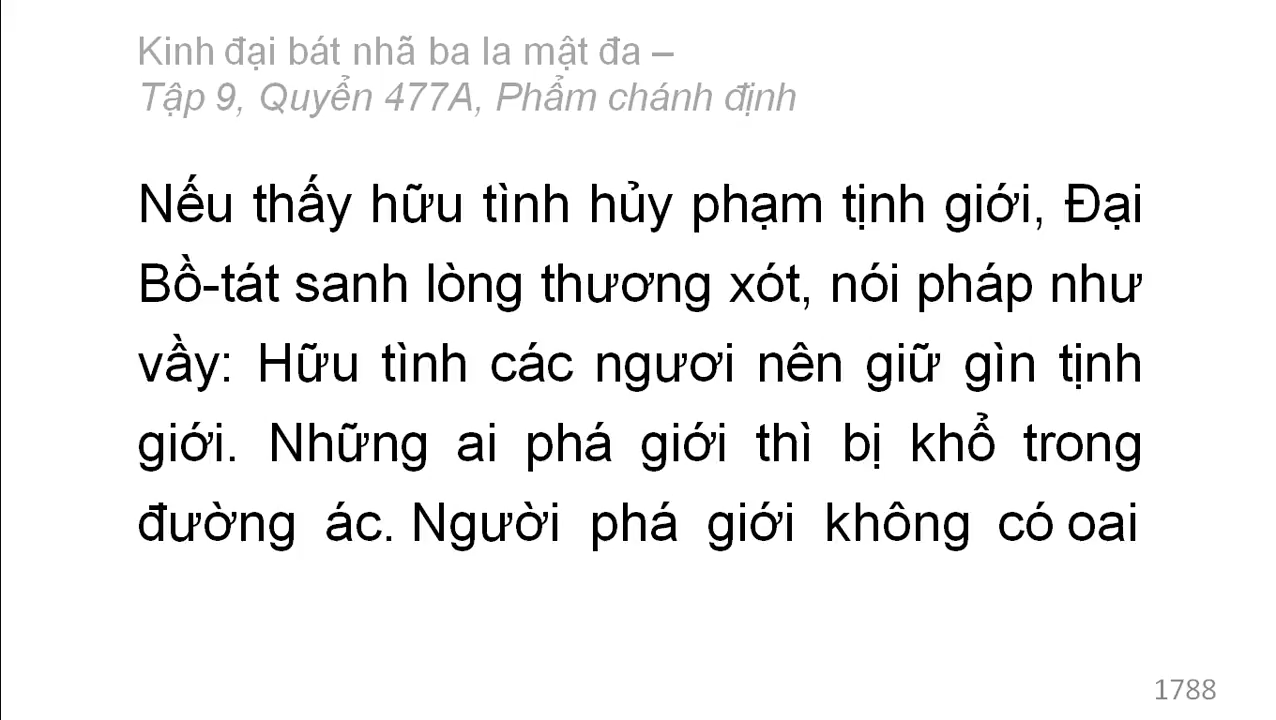 Kinh đại bát nhã ba la mật đa –
Tập 9, Quyển 477A, Phẩm chánh định
Nếu thấy hữu tình hủy phạm tịnh giới, Đại
Bồ-tát sanh lòng thương xót, nói pháp như
vầy: Hữu tình các ngươi nên giữ gìn tịnh
giới. Những ai phá giới thì bị khổ trong
đường ác. Người phá giới không có oai
1788